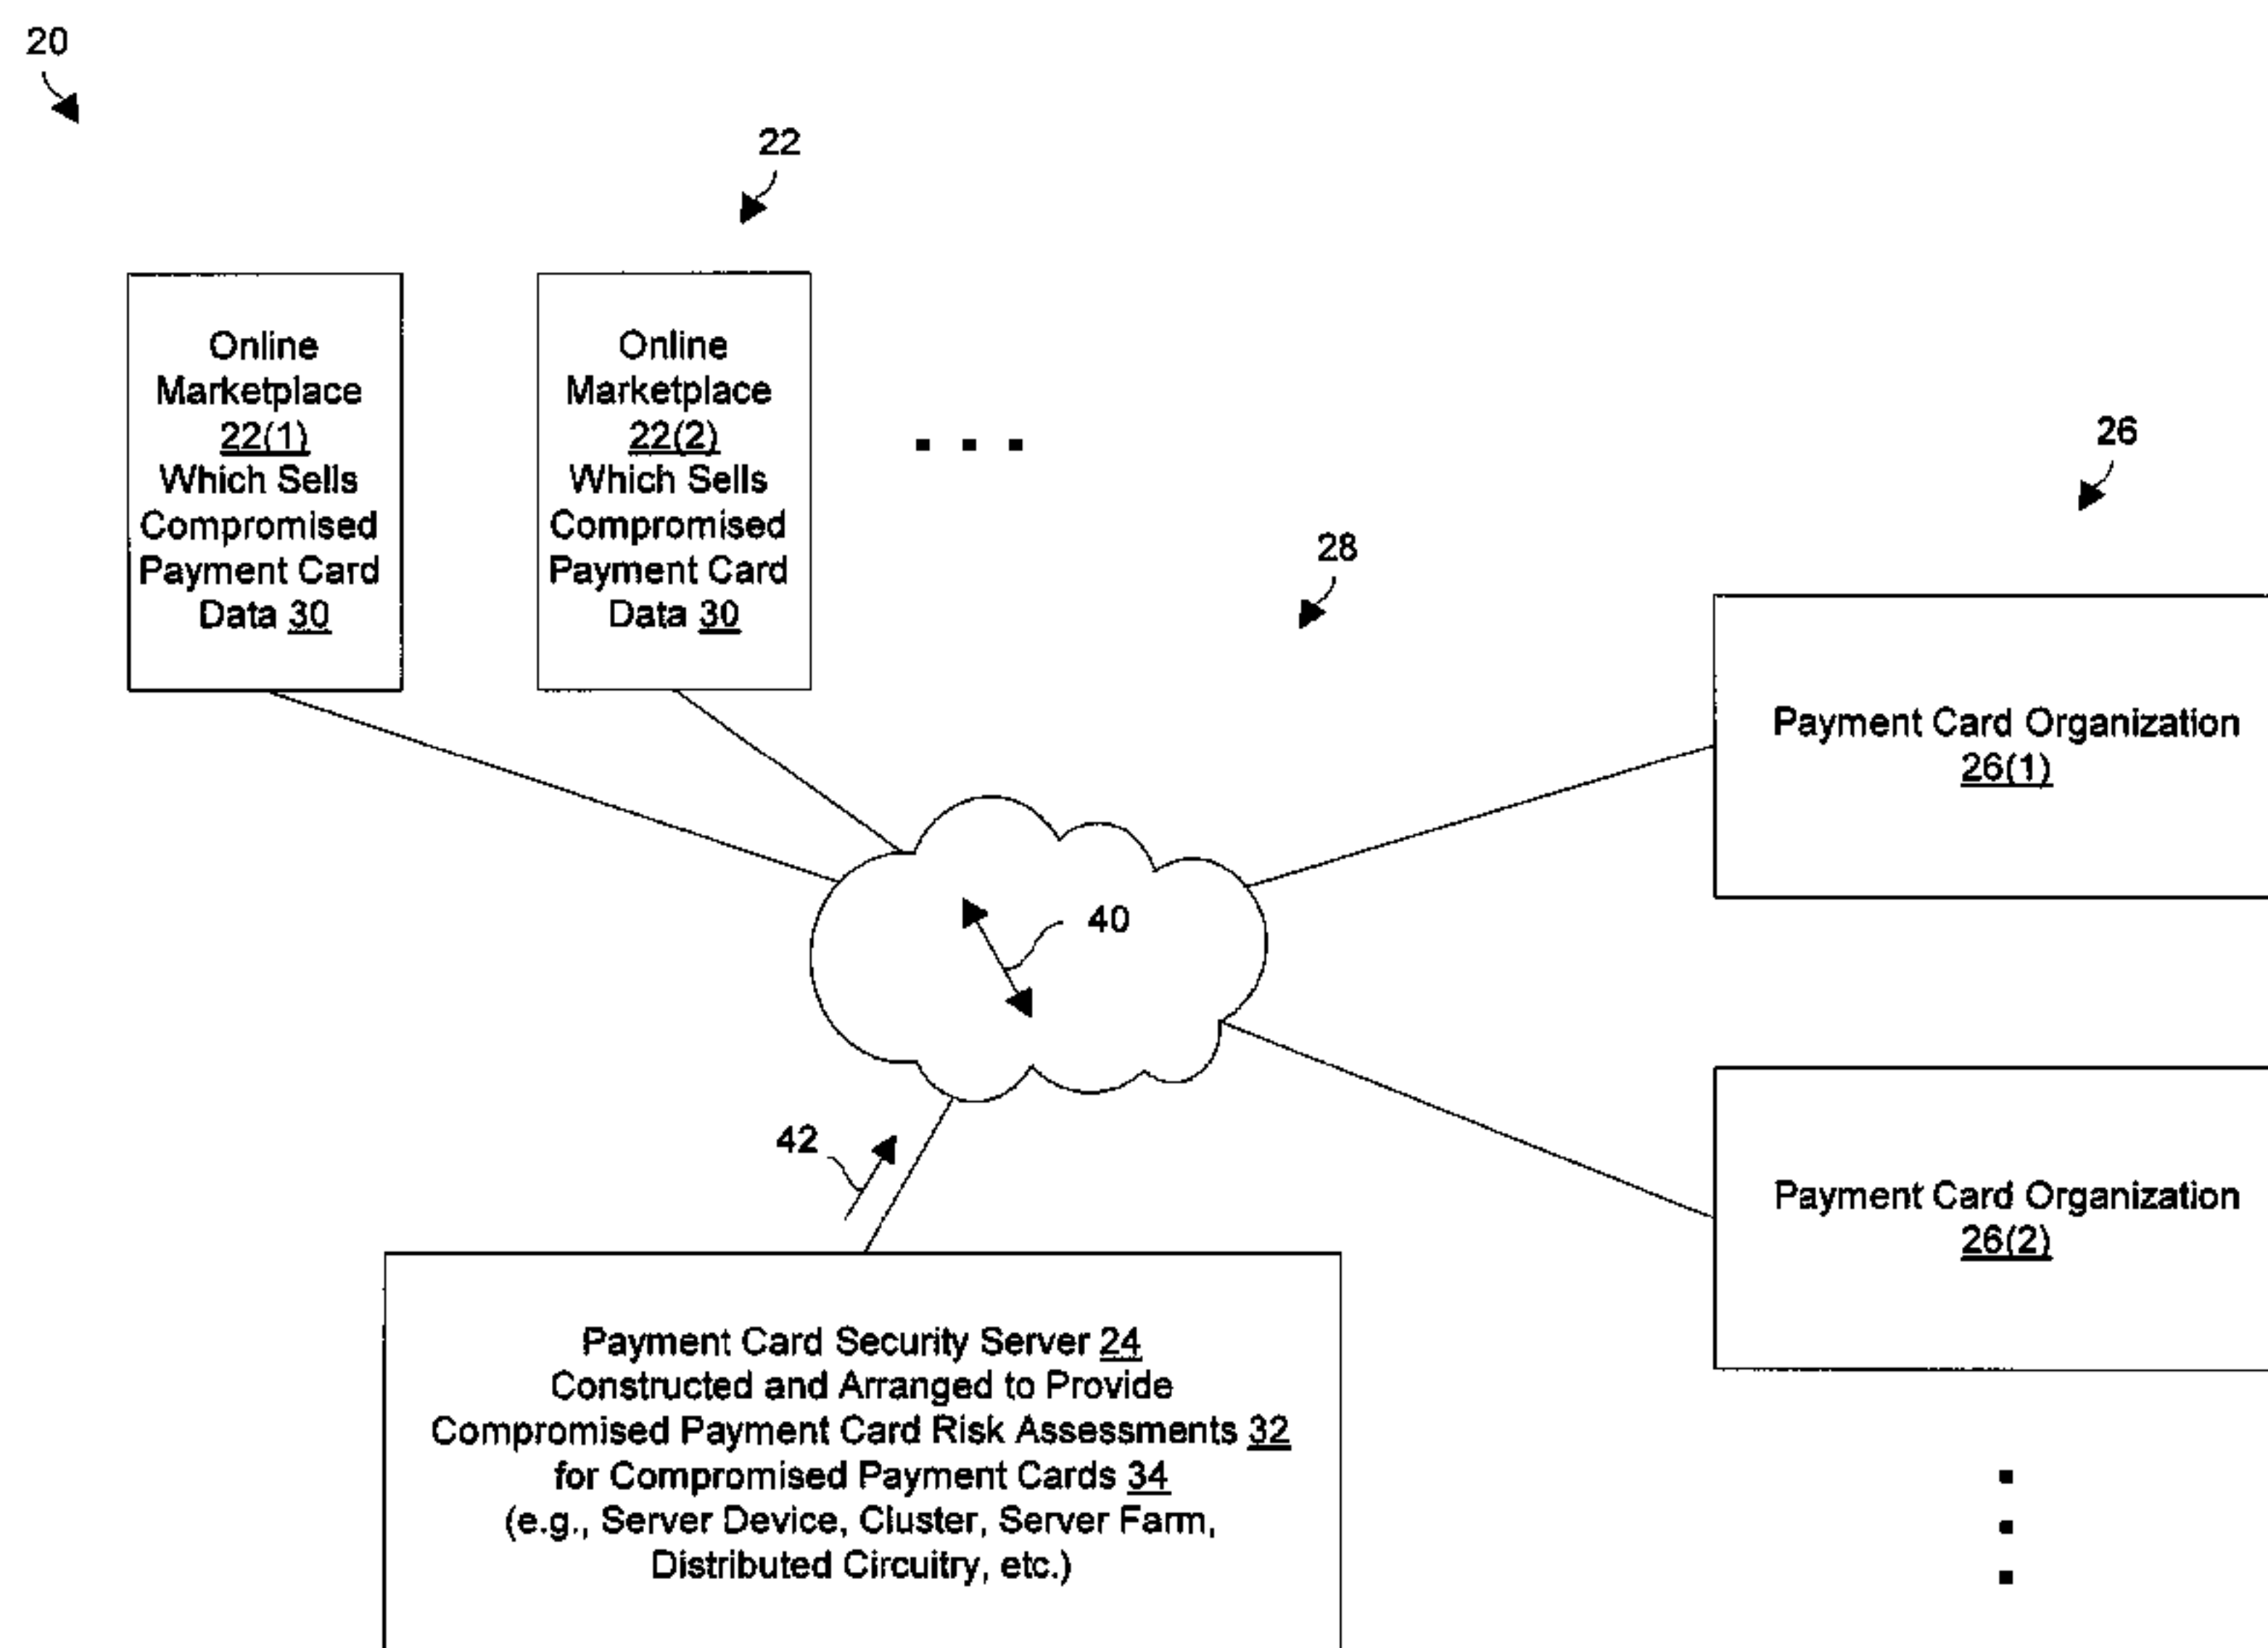 20
22
Online
Marketplace
22(1)
Which Sells
Compromised
Payment Card
Data 30
Online
Marketplace
22(2)
Which Sells
Compromised
Payment Card
Data 30
. . .
26
28
Payment Card Organization
26(1)
40
42
Payment Card Organization
26(2)
Payment Card Security Server 24
Constructed and Arranged to Provide
Compromised Payment Card Risk Assessments 32
for Compromised Payment Cards 34
(e.g., Server Device, Cluster, Server Farm,
Distributed Circuitry, etc.)